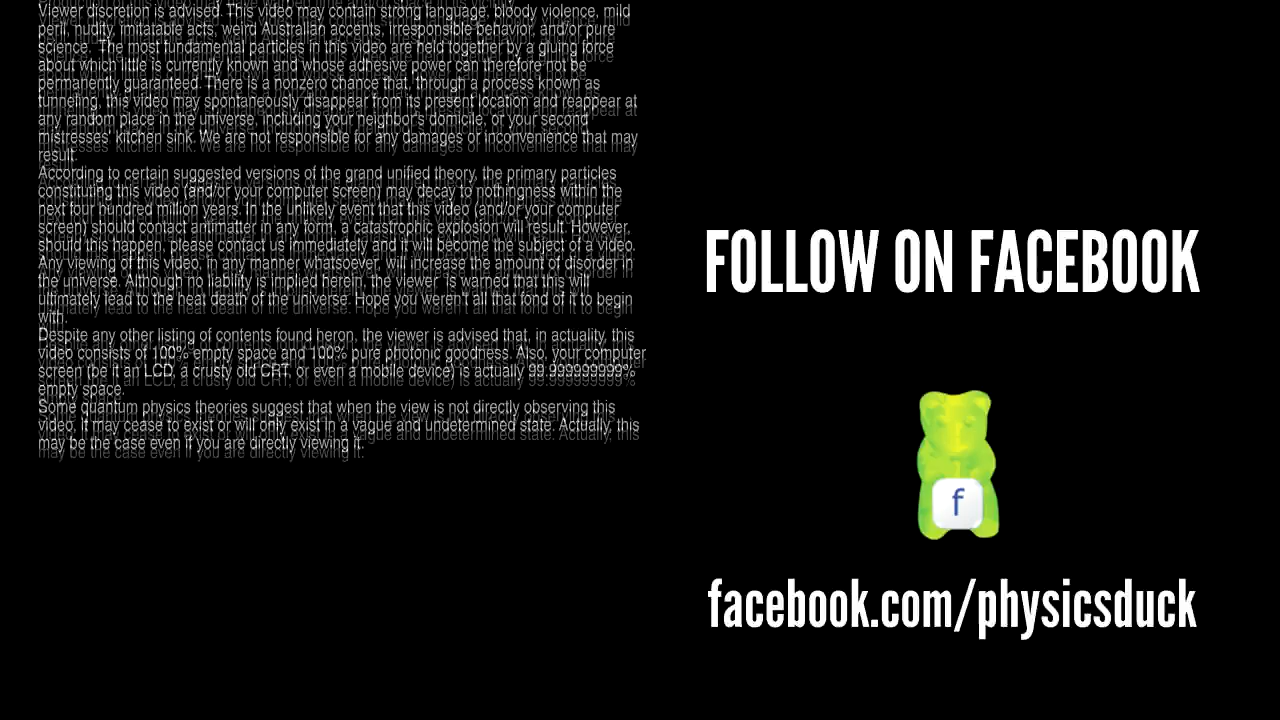 Viewer discretion is advised. This video may contain strong language, bloody violence, mild
peril, nudity, imitatable acts, weird Australian accents, irresponsible behavior, and/or pure
science. The most fundamental particles in this video are held together by a gluing force
about which little is currently known and whose adhesive power can therefore not be
permanently guaranteed. There is a nonzero chance that, through a process known as
tunneling, this video may spontaneously disappear from its present location and reappear at
any random place in the universe, including your neighbor's domicile, or your second
mistresses' kitchen sink. We are not responsible for any damages or inconvenience that may
result.
According to certain suggested versions of the grand unified theory, the primary particles
constituting this video (and/or your computer screen) may decay to nothingness within the
next four hundred million years. In the unlikely event that this video (and/or your computer
screen) should contact antimatter in any form, a catastrophic explosion will result. However,
should this happen, please contact us immediately and it will become the subject of a video.
Any viewing of this video, in any manner whatsoever, will increase the amount of disorder in
the universe. Although no liability is implied herein, the viewer is warned that this will
ultimately lead to the heat death of the universe. Hope you weren't all that fond of it to begin
with.
Despite any other listing of contents found heron, the viewer is advised that, in actuality, this
video consists of 100% empty space and 100% pure photonic goodness. Also, your computer
screen (be it an LCD, a crusty old CRT, or even a mobile device) is actually 99.999999999%
empty space.
Some quantum physics theories suggest that when the view is not directly observing this
video, it may cease to exist or will only exist in a vague and undetermined state. Actually, this
may be the case even if you are directly viewing it.
FOLLOW ON FACEBOOK
f
facebook.com/physicsduck